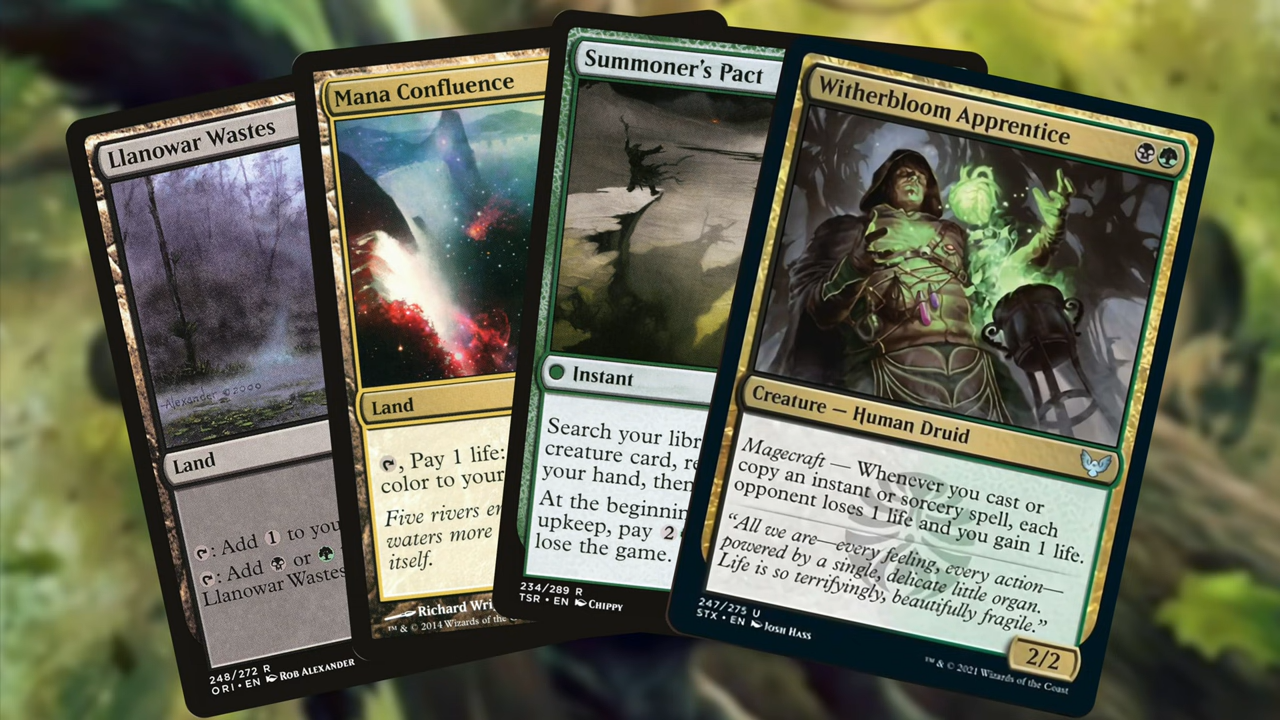 Llanowar Wastes
Alexander ©2000
Land
: Add 1 to you
: Add or
Llanowar Wastes
248/272 R
ORI • EN Rob Alexander
Mana Confluence
Land
, Pay 1 life:
color to your
Five rivers en
waters more
itself.
Richard Wri
™ & © 2014 Wizards of the
Summoner's Pact
Instant
Search your libr
creature card, re
your hand, then
At the beginnin
upkeep, pay 2
lose the game.
234/289 R
TSR • EN Chippy
Witherbloom Apprentice
Creature — Human Druid
Magecraft — Whenever you cast or
copy an instant or sorcery spell, each
opponent loses 1 life and you gain 1 life.
“All we are—every feeling, every action—
powered by a single, delicate little organ.
Life is so terrifyingly, beautifully fragile.”
2/2
247/275 U
STX • EN Josh Hass
™ & © 2021 Wizards of the Coast